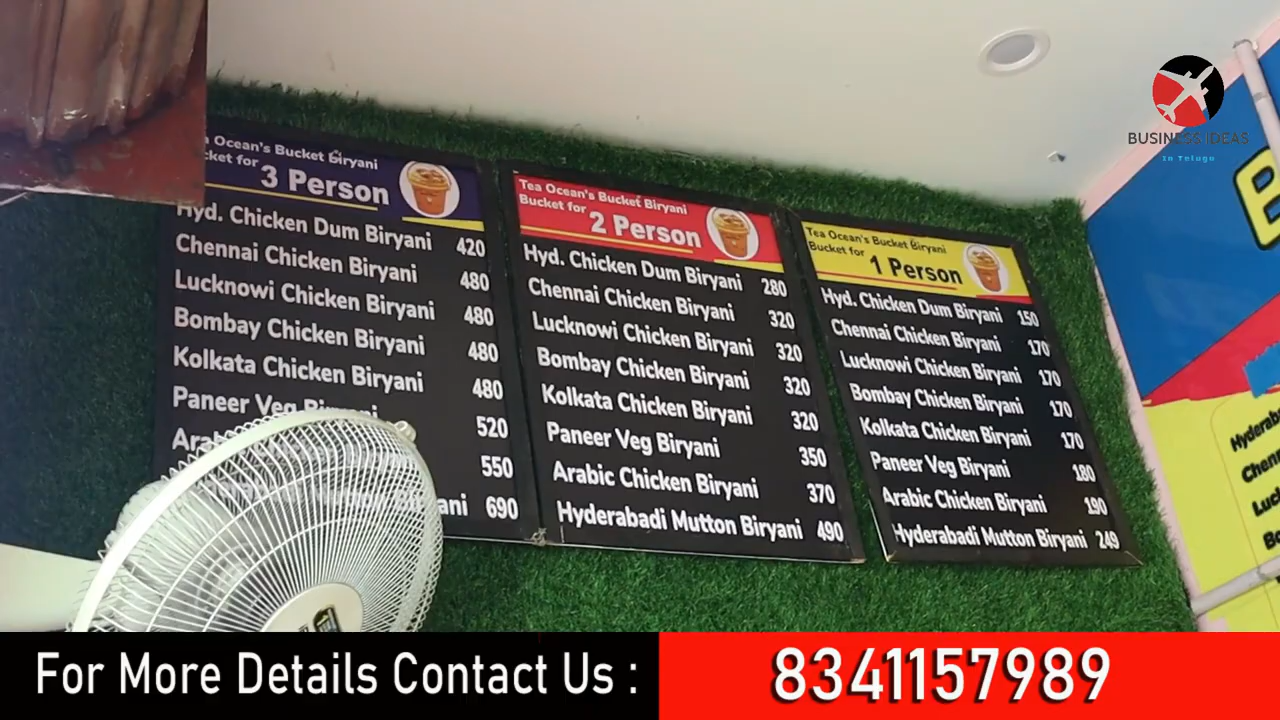 BUSINESS IDEAS
In Telugu
Ocean's Bucket Biryani
for
3 Person
Hyd. Chicken Dum Biryani 420
Chennai Chicken Biryani 480
Lucknowi Chicken Biryani 480
Bombay Chicken Biryani 480
Kolkata Chicken Biryani 480
Paneer Veg Biryani 520
550
690
Tea Ocean's Bucket Biryani
Bucket for
2 Person
Hyd. Chicken Dum Biryani 280
Chennai Chicken Biryani 320
Lucknowi Chicken Biryani 320
Bombay Chicken Biryani 320
Kolkata Chicken Biryani 320
Paneer Veg Biryani 350
Arabic Chicken Biryani 370
Hyderabadi Mutton Biryani 490
Tea Ocean's Bucket Biryani
Bucket for
1 Person
Hyd. Chicken Dum Biryani 150
Chennai Chicken Biryani 170
Lucknowi Chicken Biryani 170
Bombay Chicken Biryani 170
Kolkata Chicken Biryani 170
Paneer Veg Biryani 180
Arabic Chicken Biryani 190
Hyderabadi Mutton Biryani 249
For More Details Contact Us : 8341157989